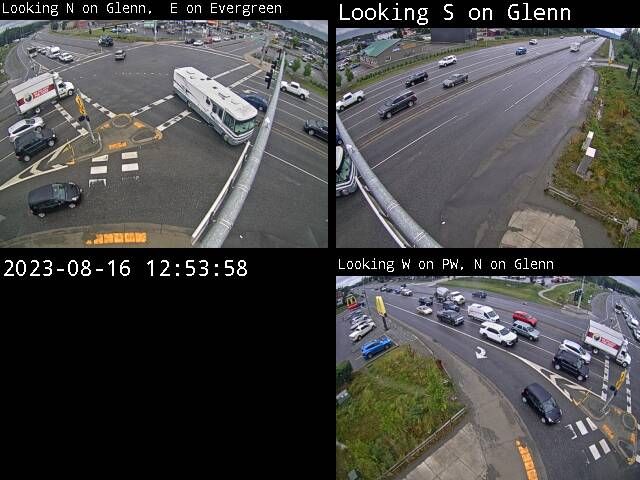 Looking N on Glenn,  E on Evergreen
Looking S on Glenn
2023-08-16 12:53:58
Looking W on PW, N on Glenn